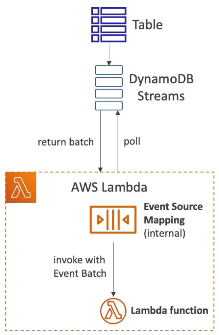 Table
DynamoDB
Streams
return batch
poll
AWS Lambda
Event Source
Mapping
(internal)
invoke with
Event Batch
Lambda function